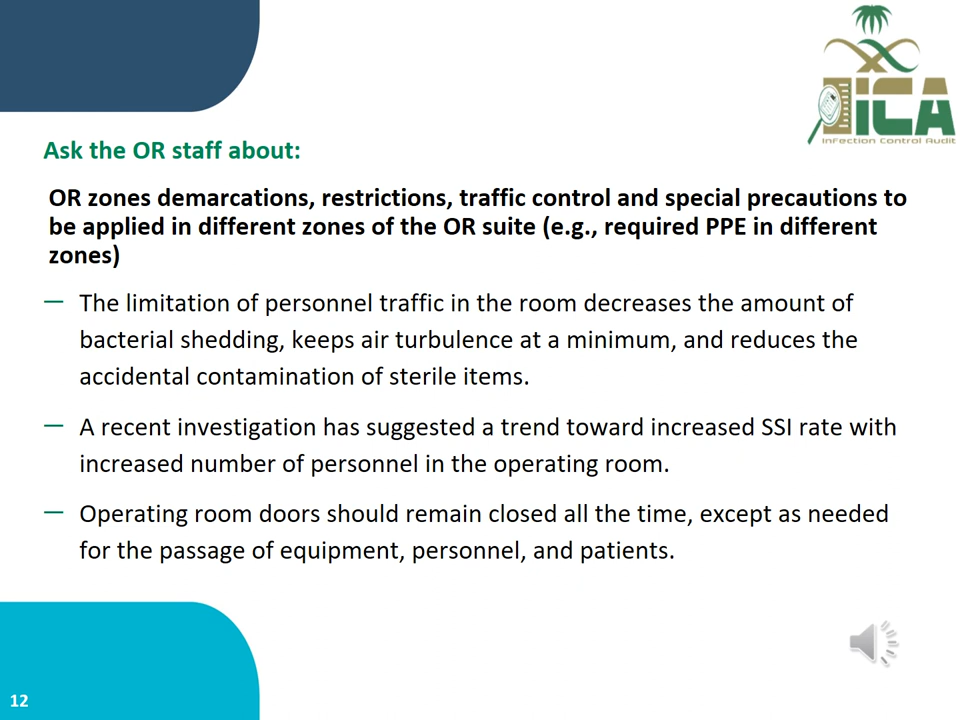 iCA
InFection Control Audit
Ask the OR staff about:
OR zones demarcations, restrictions, traffic control and special precautions to
be applied in different zones of the OR suite (e.g., required PPE in different
zones)
— The limitation of personnel traffic in the room decreases the amount of
bacterial shedding, keeps air turbulence at a minimum, and reduces the
accidental contamination of sterile items.
— A recent investigation has suggested a trend toward increased SSI rate with
increased number of personnel in the operating room.
— Operating room doors should remain closed all the time, except as needed
for the passage of equipment, personnel, and patients.
12